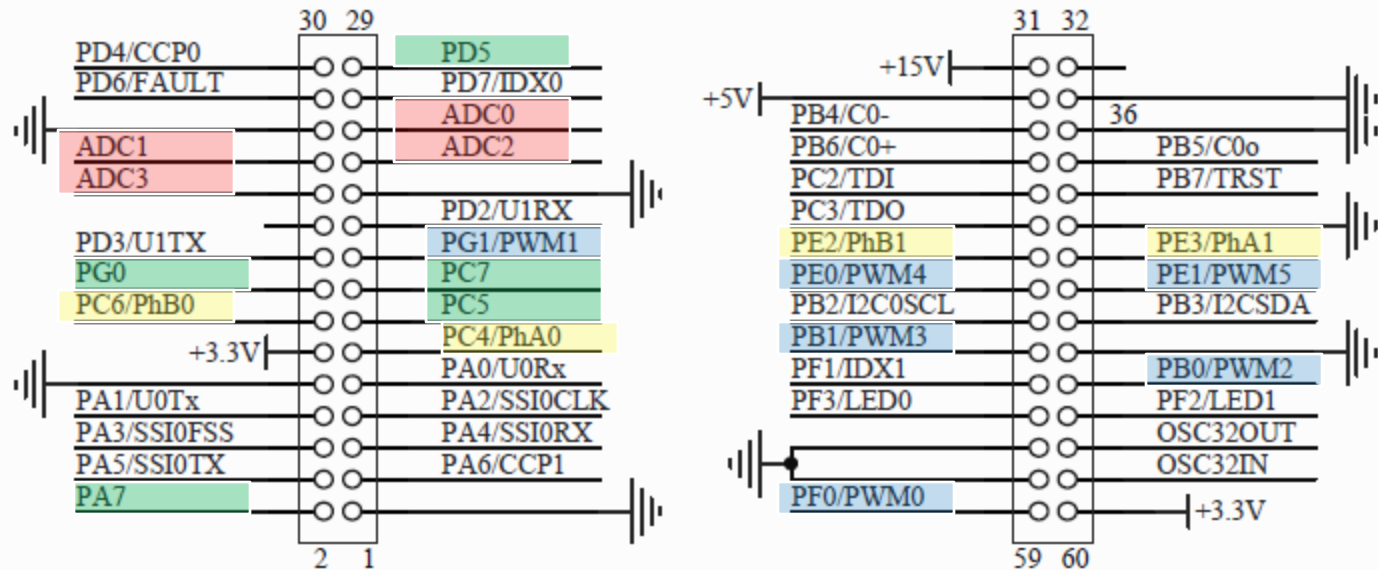 30 29
PD4/CCP0 PD5
PD6/FAULT PD7/IDX0
ADC0
ADC1 ADC2
ADC3
PD2/U1RX
PD3/U1TX PG1/PWM1
PG0 PC7
PC6/PhB0 PC5
+3.3V PC4/PhA0
PA0/U0Rx
PA1/U0Tx PA2/SSI0CLK
PA3/SSI0FSS PA4/SSI0RX
PA5/SSI0TX PA6/CCP1
PA7
2 1
31 32
+15V
+5V
PB4/C0- 36
PB6/C0+ PB5/C0o
PC2/TDI PB7/TRST
PC3/TDO
PE2/PhB1 PE3/PhA1
PE0/PWM4 PE1/PWM5
PB2/I2C0SCL PB3/I2CSDA
PB1/PWM3
PF1/IDX1 PB0/PWM2
PF3/LED0 PF2/LED1
OSC32OUT
OSC32IN
PF0/PWM0 +3.3V
59 60